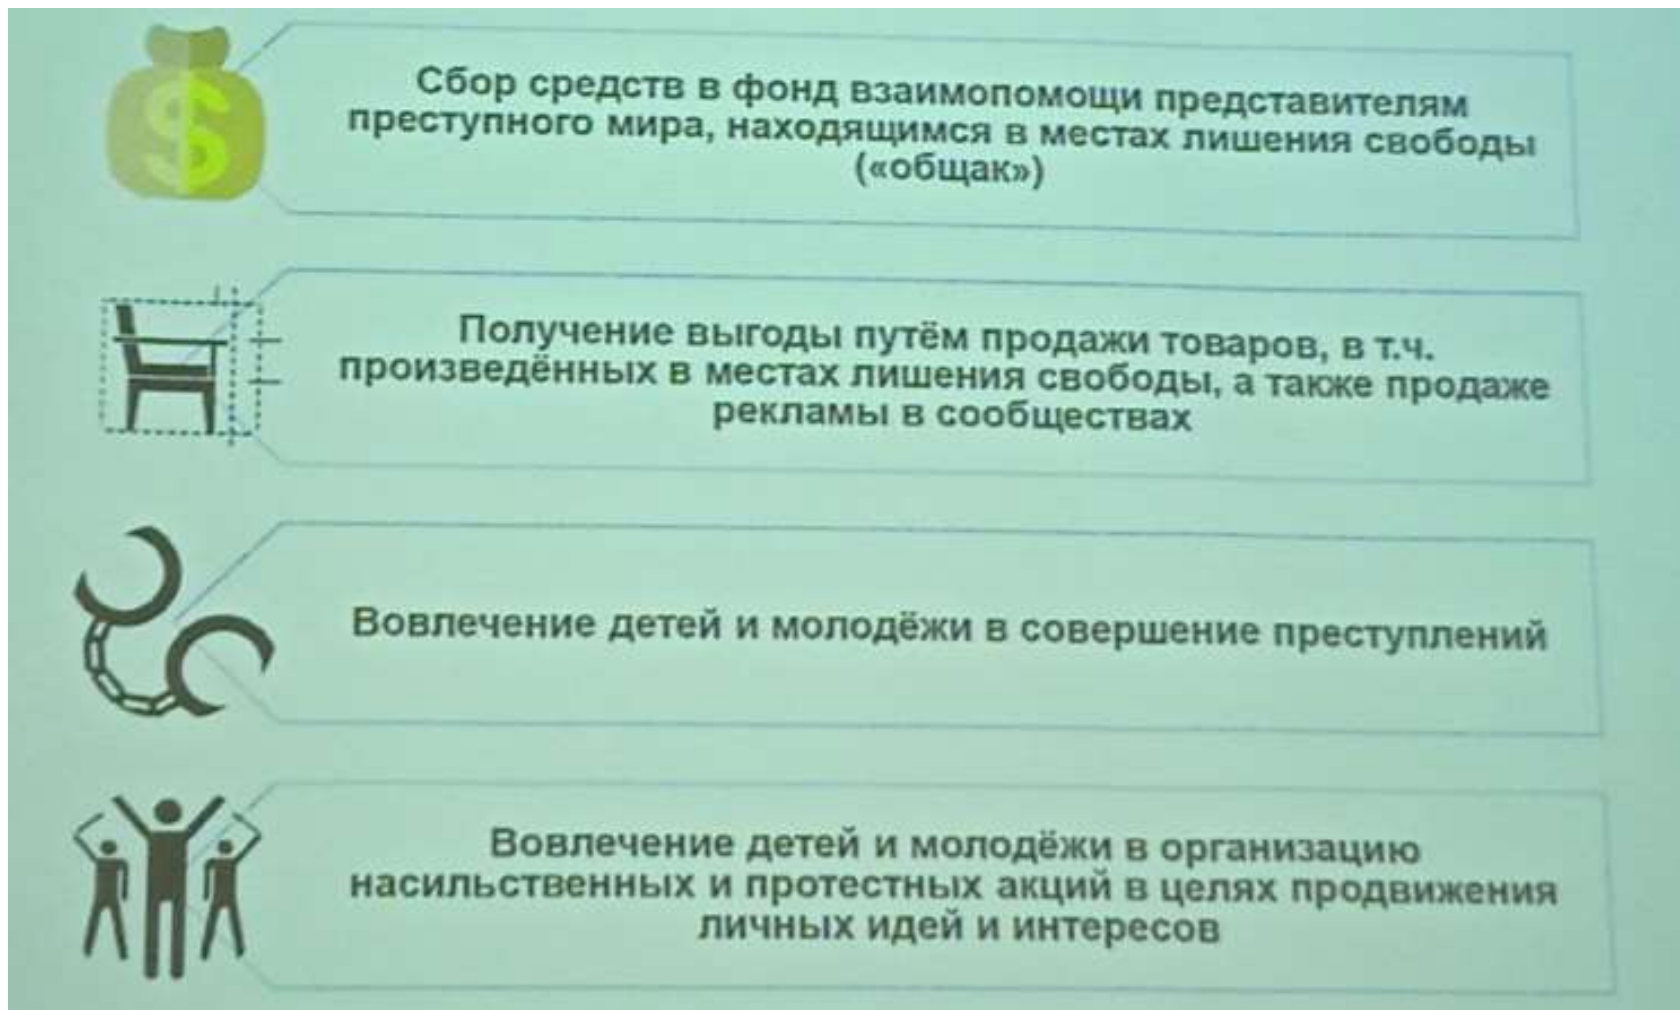 Сбор средств в фонд взаимопомощи представителям
преступного мира, находящимся в местах лишения свободы
(«общак»)
Получение выгоды путём продажи товаров, в т.ч.
произведённых в местах лишения свободы, а также продаже
рекламы в сообществах
Вовлечение детей и молодёжи в совершение преступлений
Вовлечение детей и молодёжи в организацию
насильственных и протестных акций в целях продвижения
личных идей и интересов